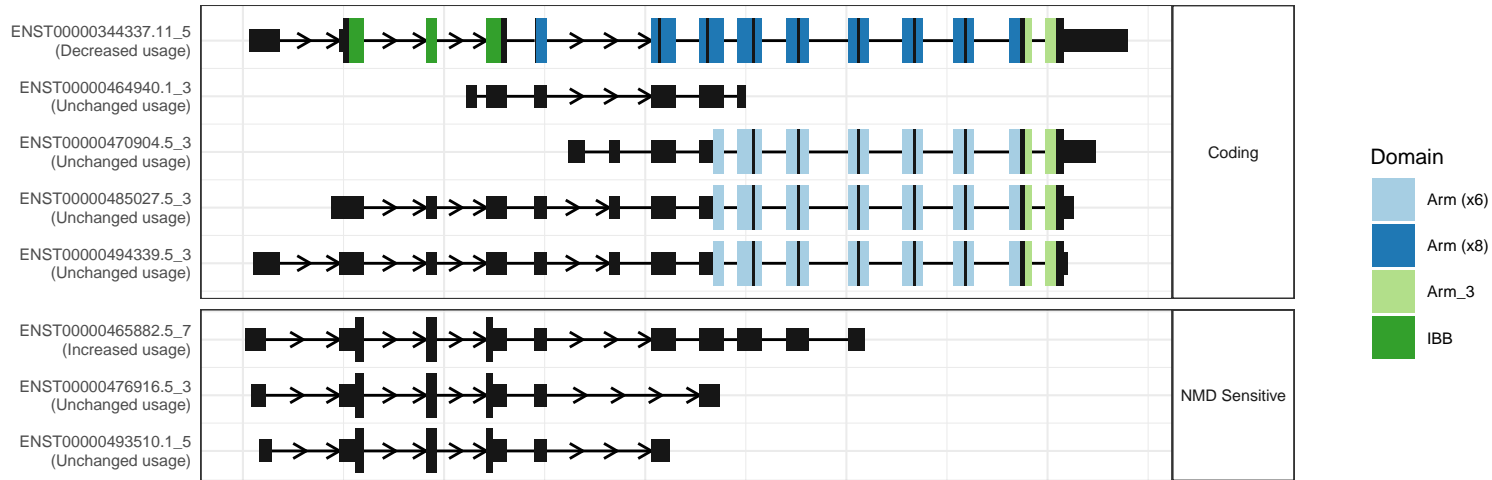 ENST00000344337.11_5
(Decreased usage)
ENST00000464940.1_3
(Unchanged usage)
ENST00000470904.5_3
(Unchanged usage)
ENST00000485027.5_3
(Unchanged usage)
ENST00000494339.5_3
(Unchanged usage)
Coding
ENST00000465882.5_7
(Increased usage)
ENST00000476916.5_3
(Unchanged usage)
ENST00000493510.1_5
(Unchanged usage)
NMD Sensitive
Domain
Arm (x6)
Arm (x8)
Arm_3
IBB